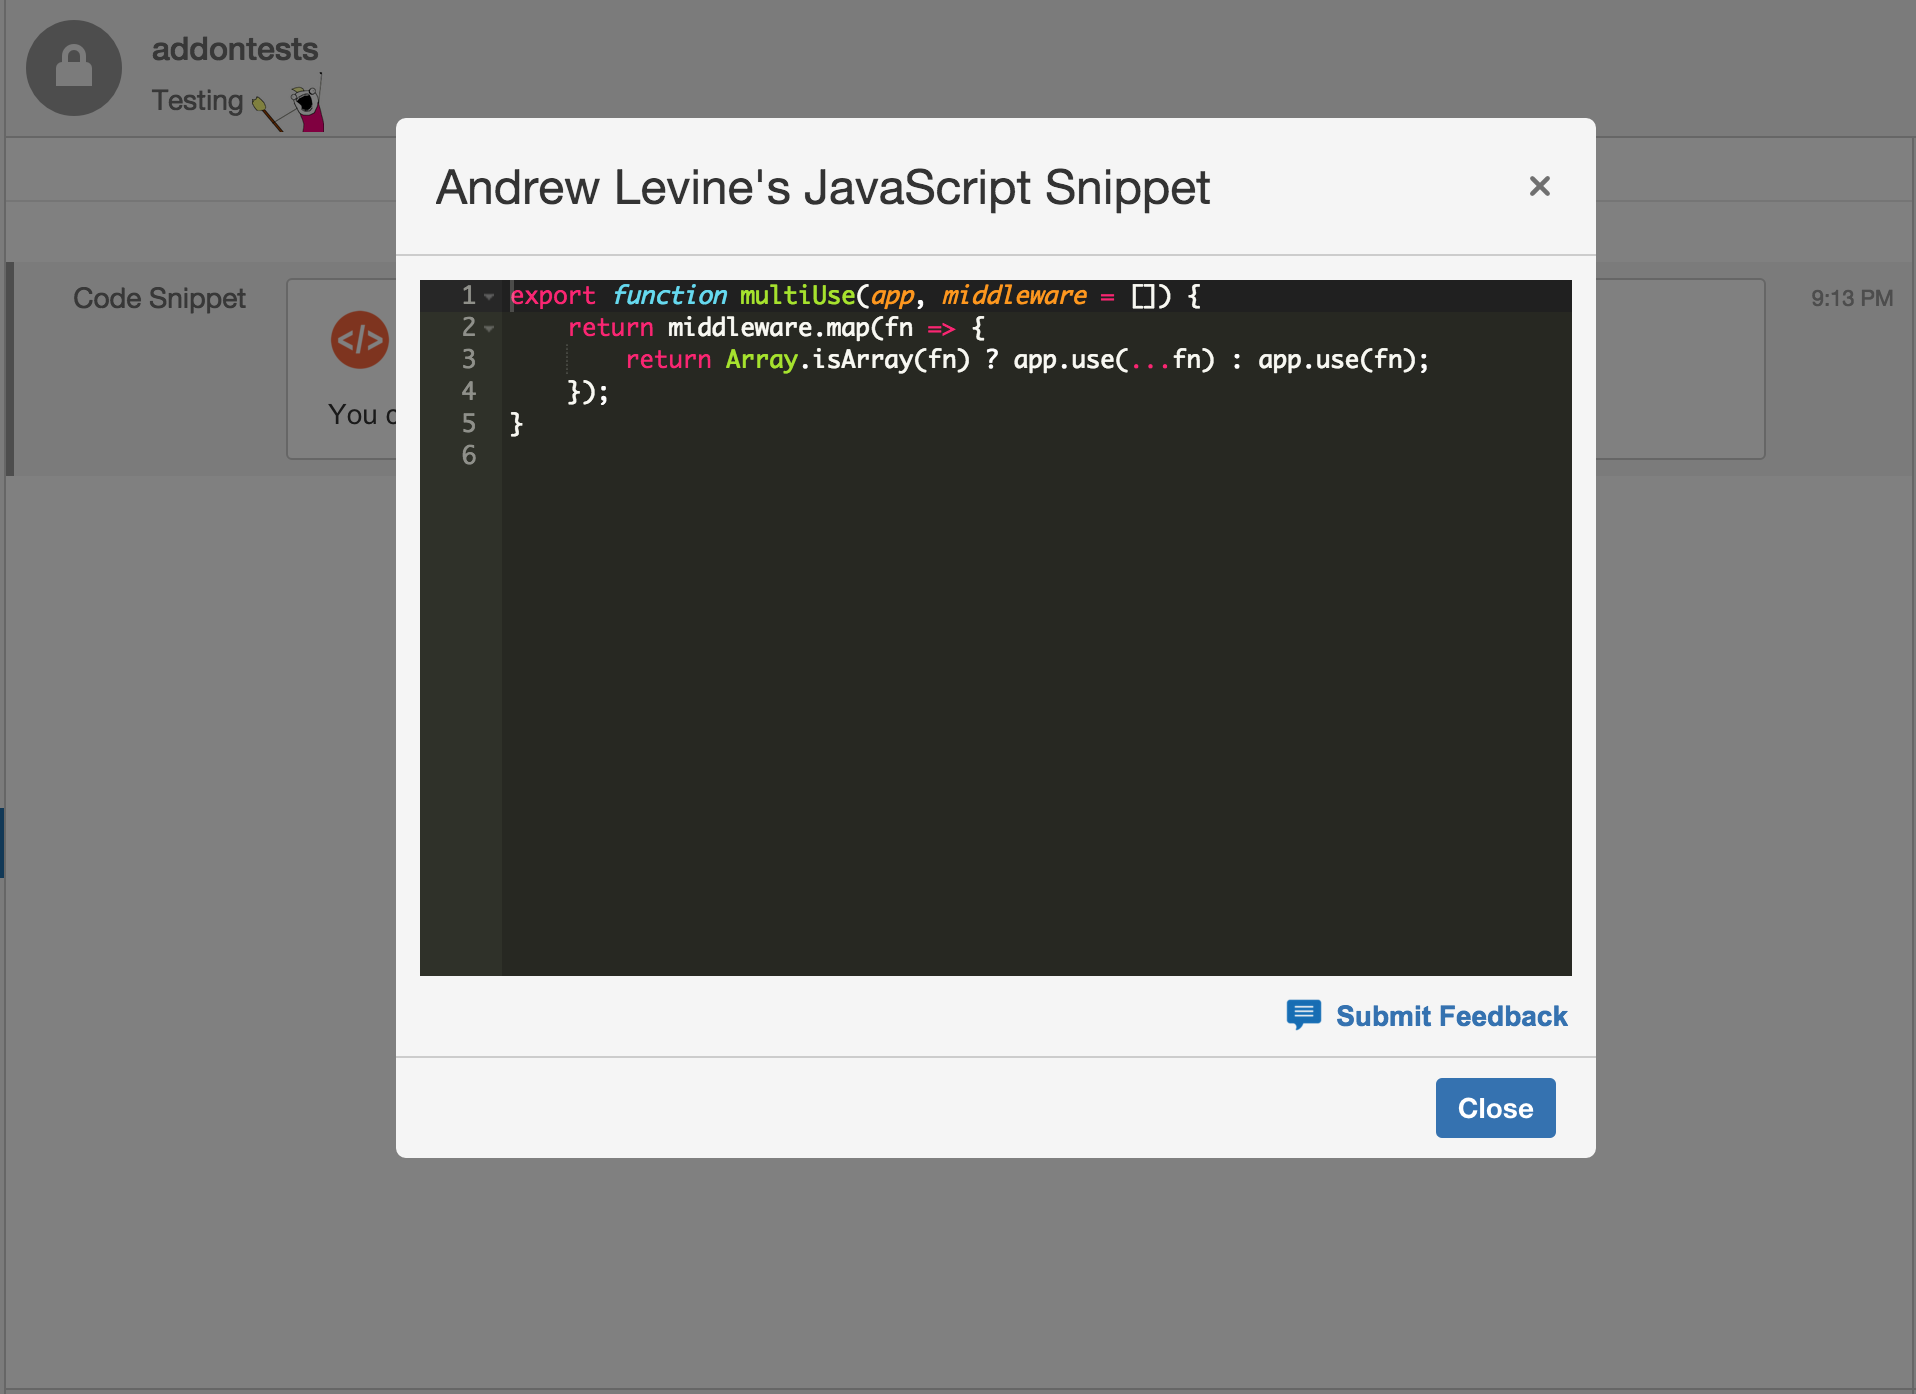 addontests
Testing
Andrew Levine's JavaScript Snippet
×
Code Snippet
9:13 PM
</>
You
1 export function multiUse(app, middleware = []) {
2     return middleware.map(fn => {
3         return Array.isArray(fn) ? app.use(...fn) : app.use(fn);
4     });
5 }
6
Submit Feedback
Close